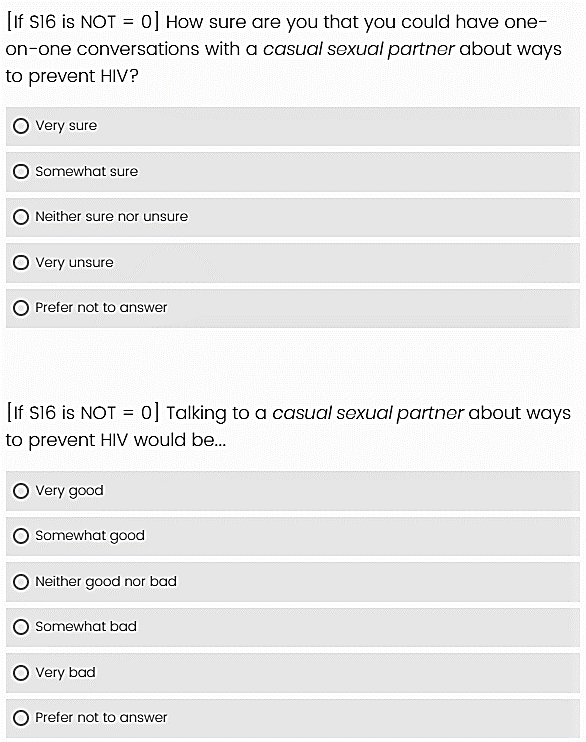 [If S16 is NOT = 0] How sure are you that you could have one-
on-one conversations with a casual sexual partner about ways
to prevent HIV?
Very sure
Somewhat sure
Neither sure nor unsure
Very unsure
Prefer not to answer
[If S16 is NOT = 0] Talking to a casual sexual partner about ways
to prevent HIV would be...
Very good
Somewhat good
Neither good nor bad
Somewhat bad
Very bad
Prefer not to answer